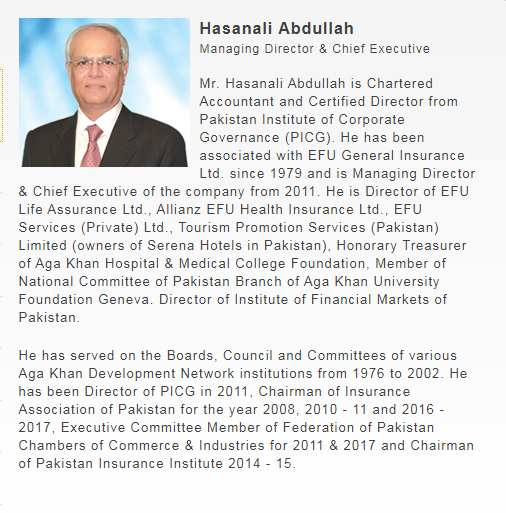 Hasanali Abdullah
Managing Director & Chief Executive
Mr. Hasanali Abdullah is Chartered
Accountant and Certified Director from
Pakistan Institute of Corporate
Governance (PICG). He has been
associated with EFU General Insurance
Ltd. since 1979 and is Managing Director
& Chief Executive of the company from 2011. He is Director of EFU
Life Assurance Ltd., Allianz EFU Health Insurance Ltd., EFU
Services (Private) Ltd., Tourism Promotion Services (Pakistan)
Limited (owners of Serena Hotels in Pakistan), Honorary Treasurer
of Aga Khan Hospital & Medical College Foundation, Member of
National Committee of Pakistan Branch of Aga Khan University
Foundation Geneva. Director of Institute of Financial Markets of
Pakistan.
He has served on the Boards, Council and Committees of various
Aga Khan Development Network institutions from 1976 to 2002. He
has been Director of PICG in 2011, Chairman of Insurance
Association of Pakistan for the year 2008, 2010 - 11 and 2016 -
2017, Executive Committee Member of Federation of Pakistan
Chambers of Commerce & Industries for 2011 & 2017 and Chairman
of Pakistan Insurance Institute 2014 - 15.